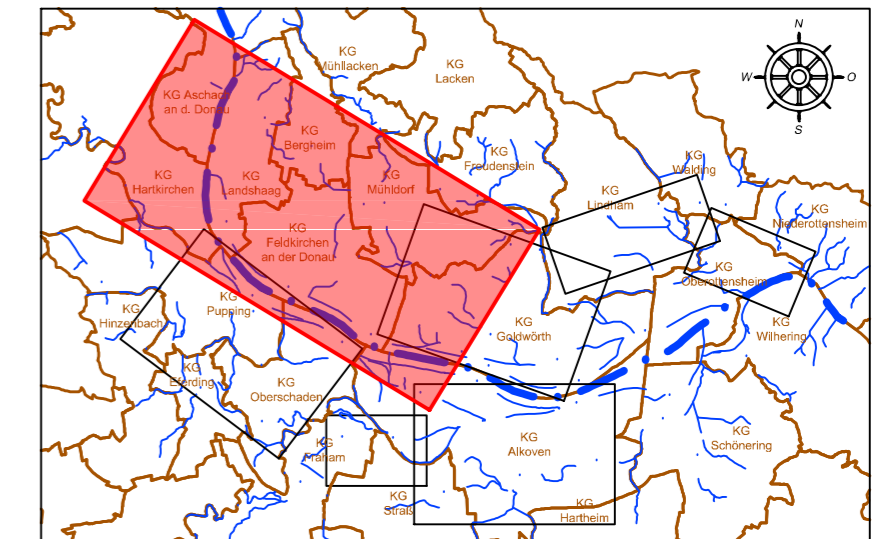 N
W
O
S
KG
Mühllacken
KG
Lacken
KG Aschach
an d. Donau
KG
Bergheim
KG
Freudenstein
KG
Walding
KG
Hartkirchen
KG
Landshaag
KG
Mühldorf
KG
Lindham
KG
Niederottensheim
KG
Feldkirchen
an der Donau
KG
Oberottensheim
KG
Pupping
KG
Hinzenbach
KG
Goldwörth
KG
Wilhering
KG
Eferding
KG
Oberschaden
KG
Fraham
KG
Alkoven
KG
Schönering
KG
Straß
KG
Hartheim